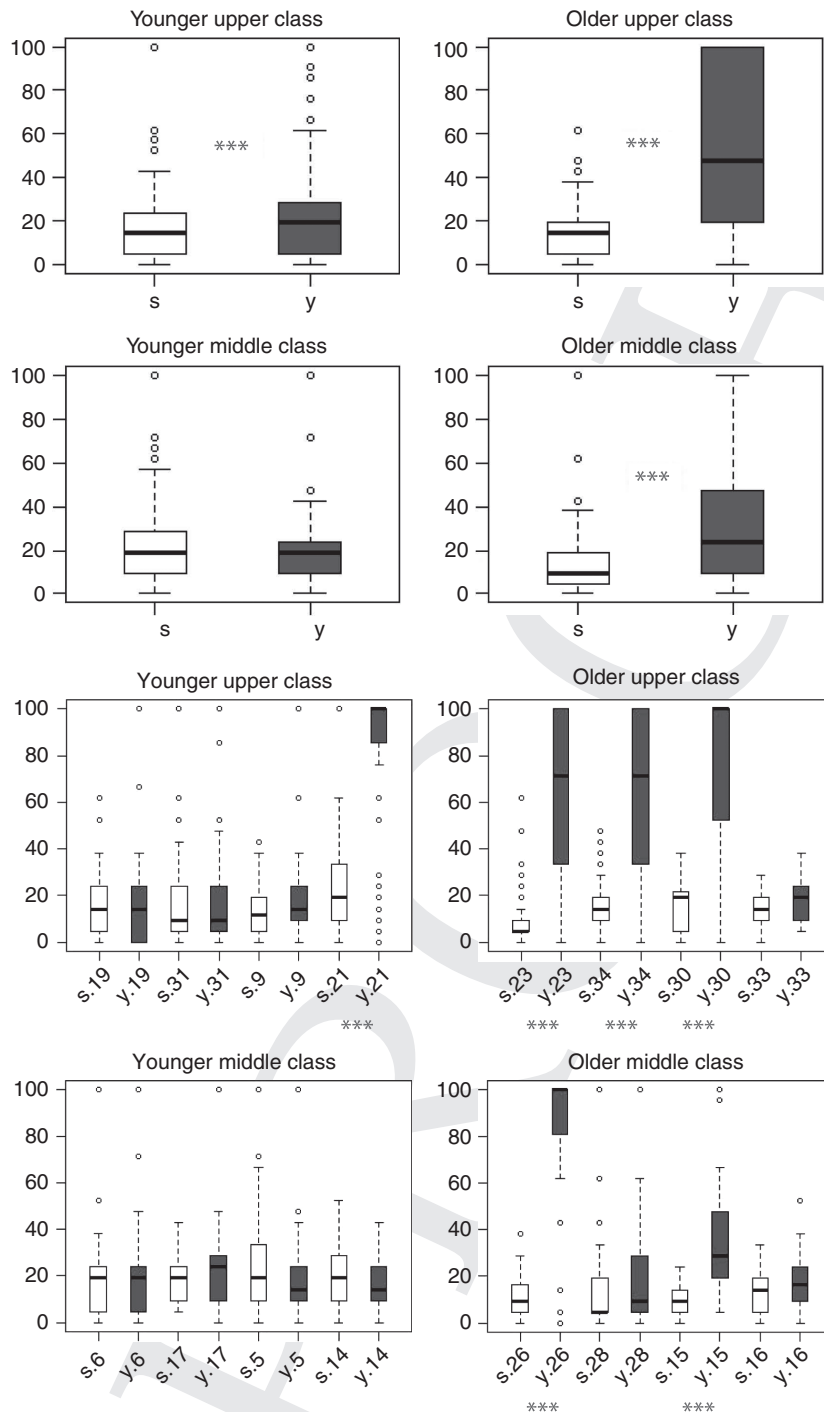 Younger upper class
Older upper class
100
80
60
40
20
0
***
s
y
100
80
60
40
20
0
***
s
y
Younger middle class
Older middle class
100
80
60
40
20
0
s
y
100
80
60
40
20
0
***
s
y
Younger upper class
100
80
60
40
20
0
s.19
y.19
s.31
y.31
s.9
y.9
s.21
y.21
***
Older upper class
100
80
60
40
20
0
s.23
y.23
s.34
y.34
s.30
y.30
s.33
y.33
***
***
***
Younger middle class
100
80
60
40
20
0
s.6
y.6
s.17
y.17
s.5
y.5
s.14
y.14
Older middle class
100
80
60
40
20
0
s.26
y.26
s.28
y.28
s.15
y.15
s.16
y.16
***
***